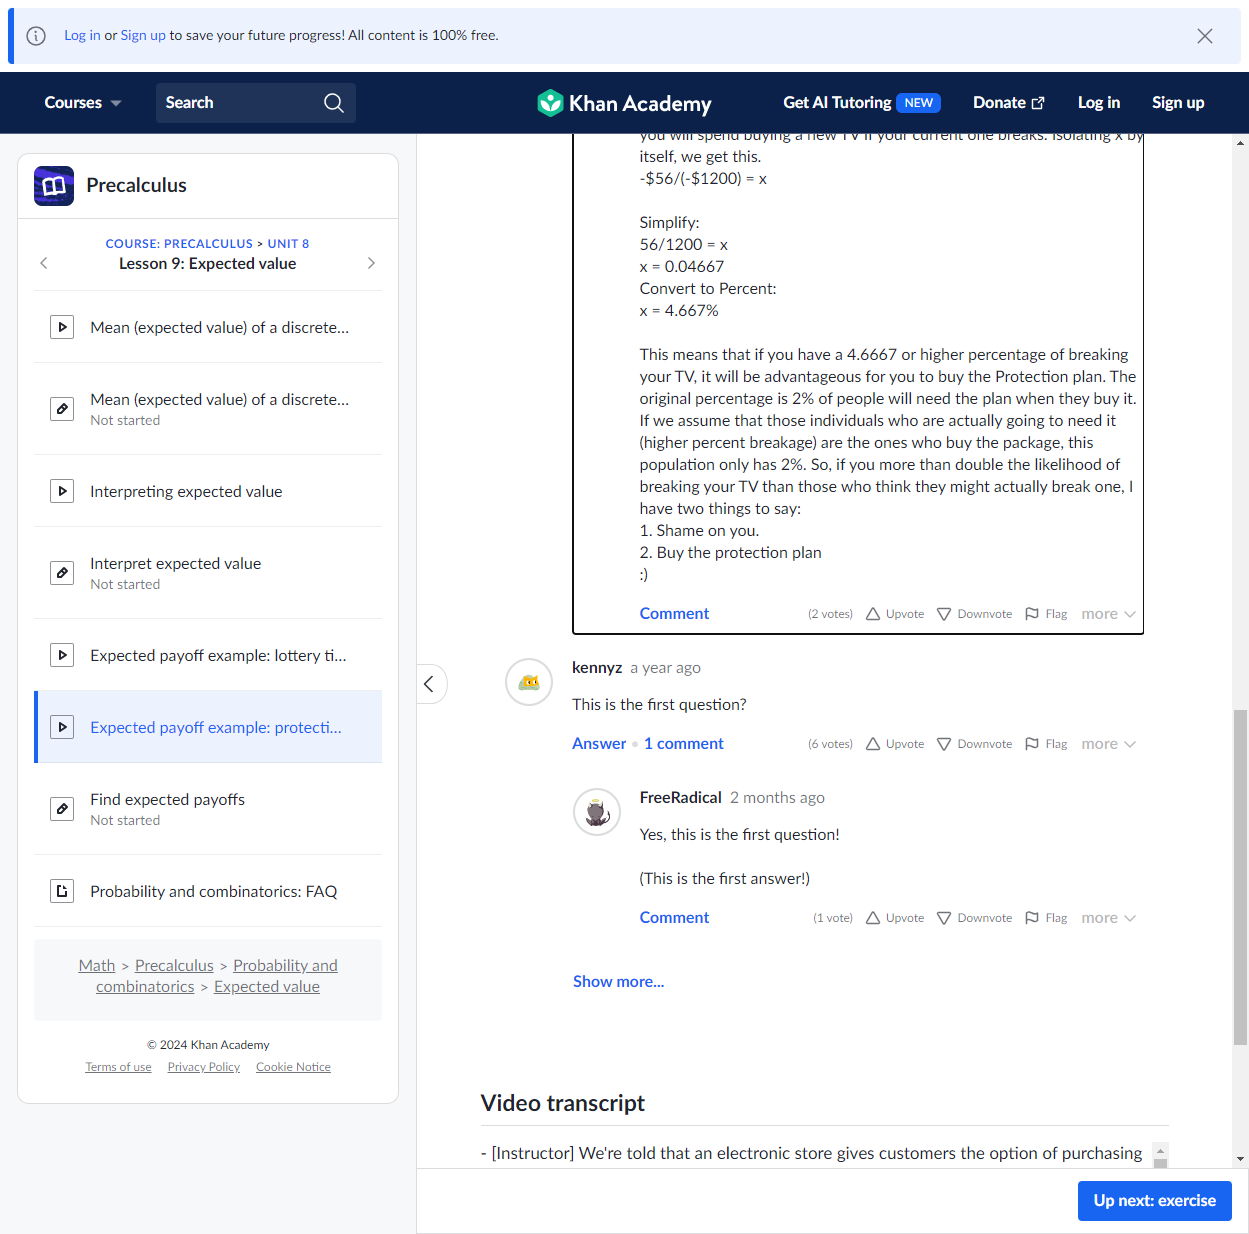 Log in or Sign up to save your future progress! All content is 100% free.
Courses
Search
Khan Academy
Get AI Tutoring NEW
Donate
Log in
Sign up
Precalculus
COURSE: PRECALCULUS > UNIT 8
Lesson 9: Expected value
Mean (expected value) of a discrete...
Mean (expected value) of a discrete...
Not started
Interpreting expected value
Interpret expected value
Not started
Expected payoff example: lottery ti...
Expected payoff example: protecti...
Find expected payoffs
Not started
Probability and combinatorics: FAQ
Math > Precalculus > Probability and
combinatorics > Expected value
© 2024 Khan Academy
Terms of use Privacy Policy Cookie Notice
you will spend buying a new TV if your current one breaks. Isolating x by
itself, we get this.
-$56/(-$1200) = x
Simplify:
56/1200 = x
x = 0.04667
Convert to Percent:
x = 4.667%
This means that if you have a 4.6667 or higher percentage of breaking
your TV, it will be advantageous for you to buy the Protection plan. The
original percentage is 2% of people will need the plan when they buy it.
If we assume that those individuals who are actually going to need it
(higher percent breakage) are the ones who buy the package, this
population only has 2%. So, if you more than double the likelihood of
breaking your TV than those who think they might actually break one, I
have two things to say:
1. Shame on you.
2. Buy the protection plan
:)
Comment (2 votes) Upvote Downvote Flag more
kennyz a year ago
This is the first question?
Answer • 1 comment (6 votes) Upvote Downvote Flag more
FreeRadical 2 months ago
Yes, this is the first question!
(This is the first answer!)
Comment (1 vote) Upvote Downvote Flag more
Show more...
Video transcript
- [Instructor] We're told that an electronic store gives customers the option of purchasing
Up next: exercise